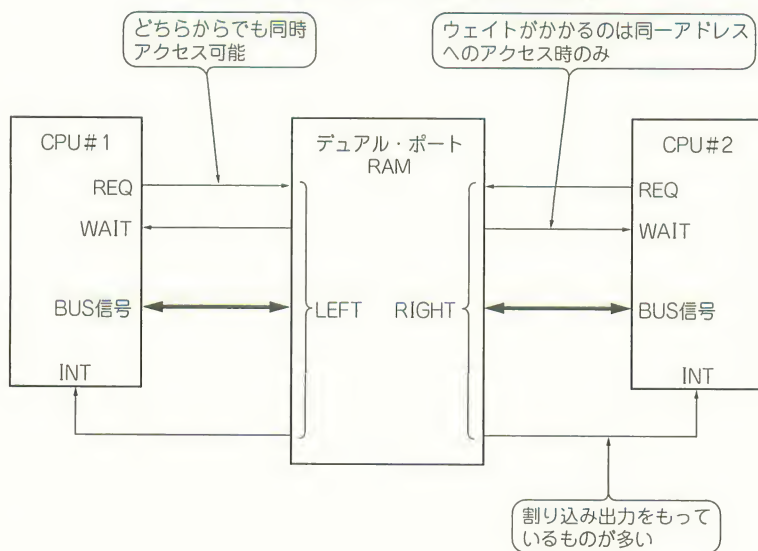 どちらからでも同時
アクセス可能
ウェイトがかかるのは同一アドレス
へのアクセス時のみ
CPU#1
REQ
WAIT
BUS信号
INT
デュアル・ポート
RAM
LEFT
RIGHT
CPU#2
REQ
WAIT
BUS信号
INT
割り込み出力をもって
いるものが多い